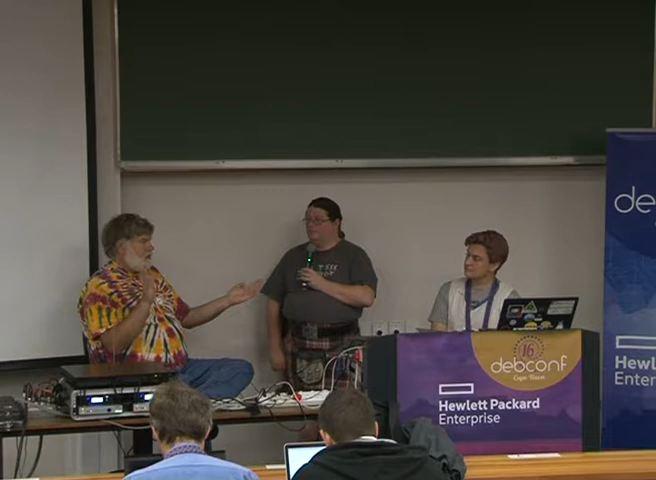 16
debconf
Cape Town
Hewlett Packard
Enterprise
de
Hewl
Enter